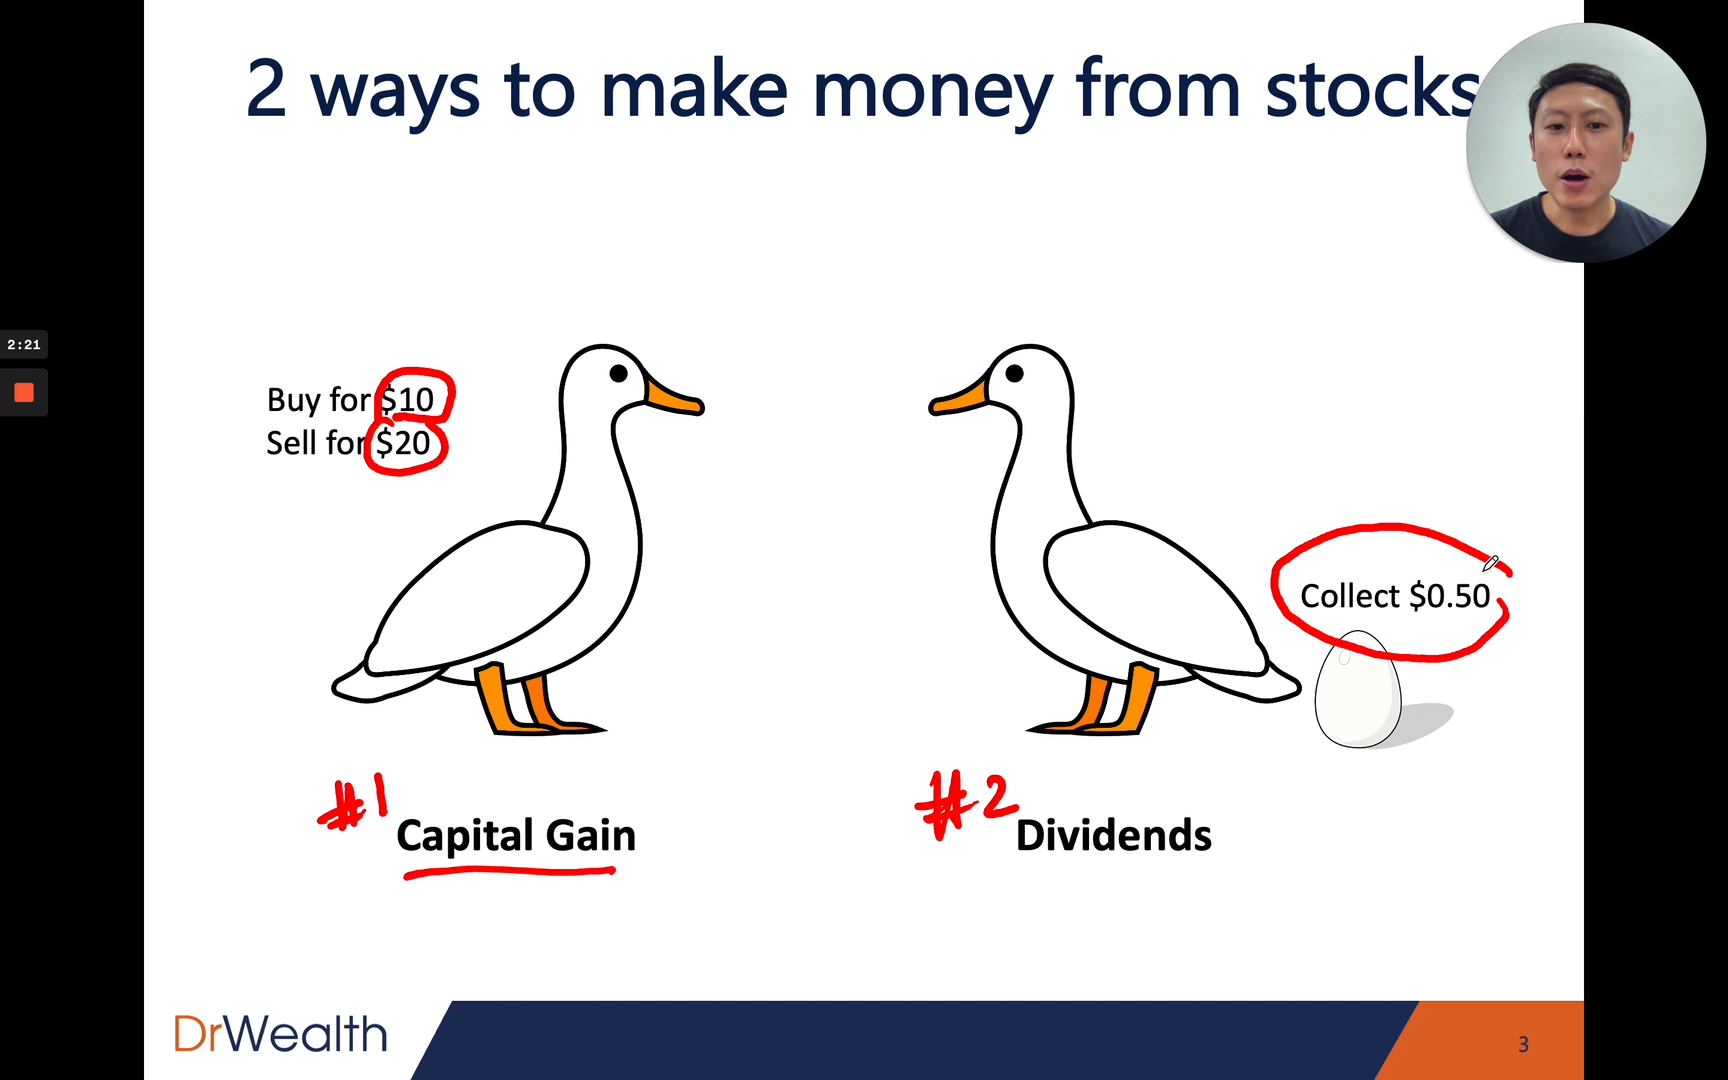 2 ways to make money from stocks
2:21
Buy for $10
Sell for $20
Collect $0.50
#1
Capital Gain
#2
Dividends
DrWealth
3